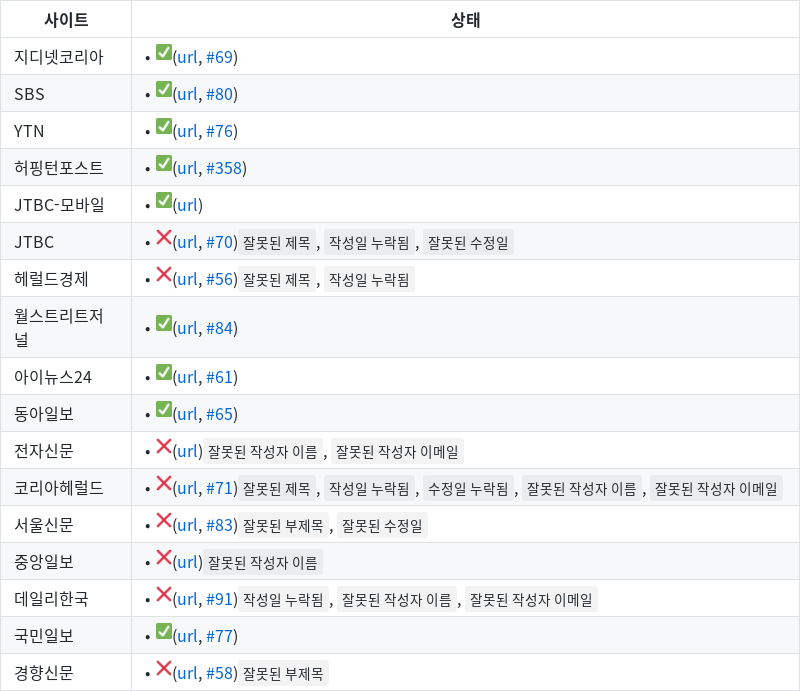 사이트 상태
지디넷코리아 • ✅(url, #69)
SBS • ✅(url, #80)
YTN • ✅(url, #76)
허핑턴포스트 • ✅(url, #358)
JTBC-모바일 • ✅(url)
JTBC • ❌(url, #70) 잘못된 제목, 작성일 누락됨, 잘못된 수정일
헤럴드경제 • ❌(url, #56) 잘못된 제목, 작성일 누락됨
월스트리트저
널 • ✅(url, #84)
아이뉴스24 • ✅(url, #61)
동아일보 • ✅(url, #65)
전자신문 • ❌(url) 잘못된 작성자 이름, 잘못된 작성자 이메일
코리아헤럴드 • ❌(url, #71) 잘못된 제목, 작성일 누락됨, 수정일 누락됨, 잘못된 작성자 이름, 잘못된 작성자 이메일
서울신문 • ❌(url, #83) 잘못된 부제목, 잘못된 수정일
중앙일보 • ❌(url) 잘못된 작성자 이름
데일리한국 • ❌(url, #91) 작성일 누락됨, 잘못된 작성자 이름, 잘못된 작성자 이메일
국민일보 • ✅(url, #77)
경향신문 • ❌(url, #58) 잘못된 부제목